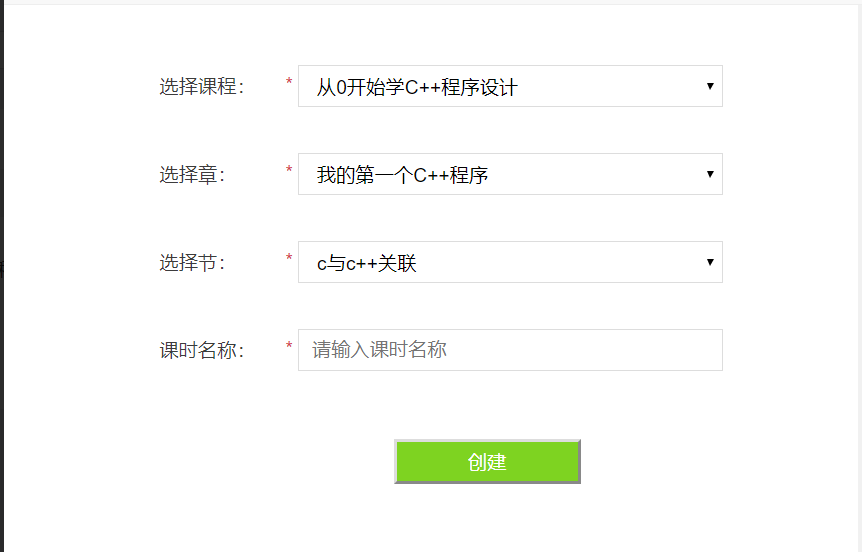 选择课程： * 从0开始学C++程序设计
选择章： * 我的第一个C++程序
选择节： * c与c++关联
课时名称： * 请输入课时名称
创建